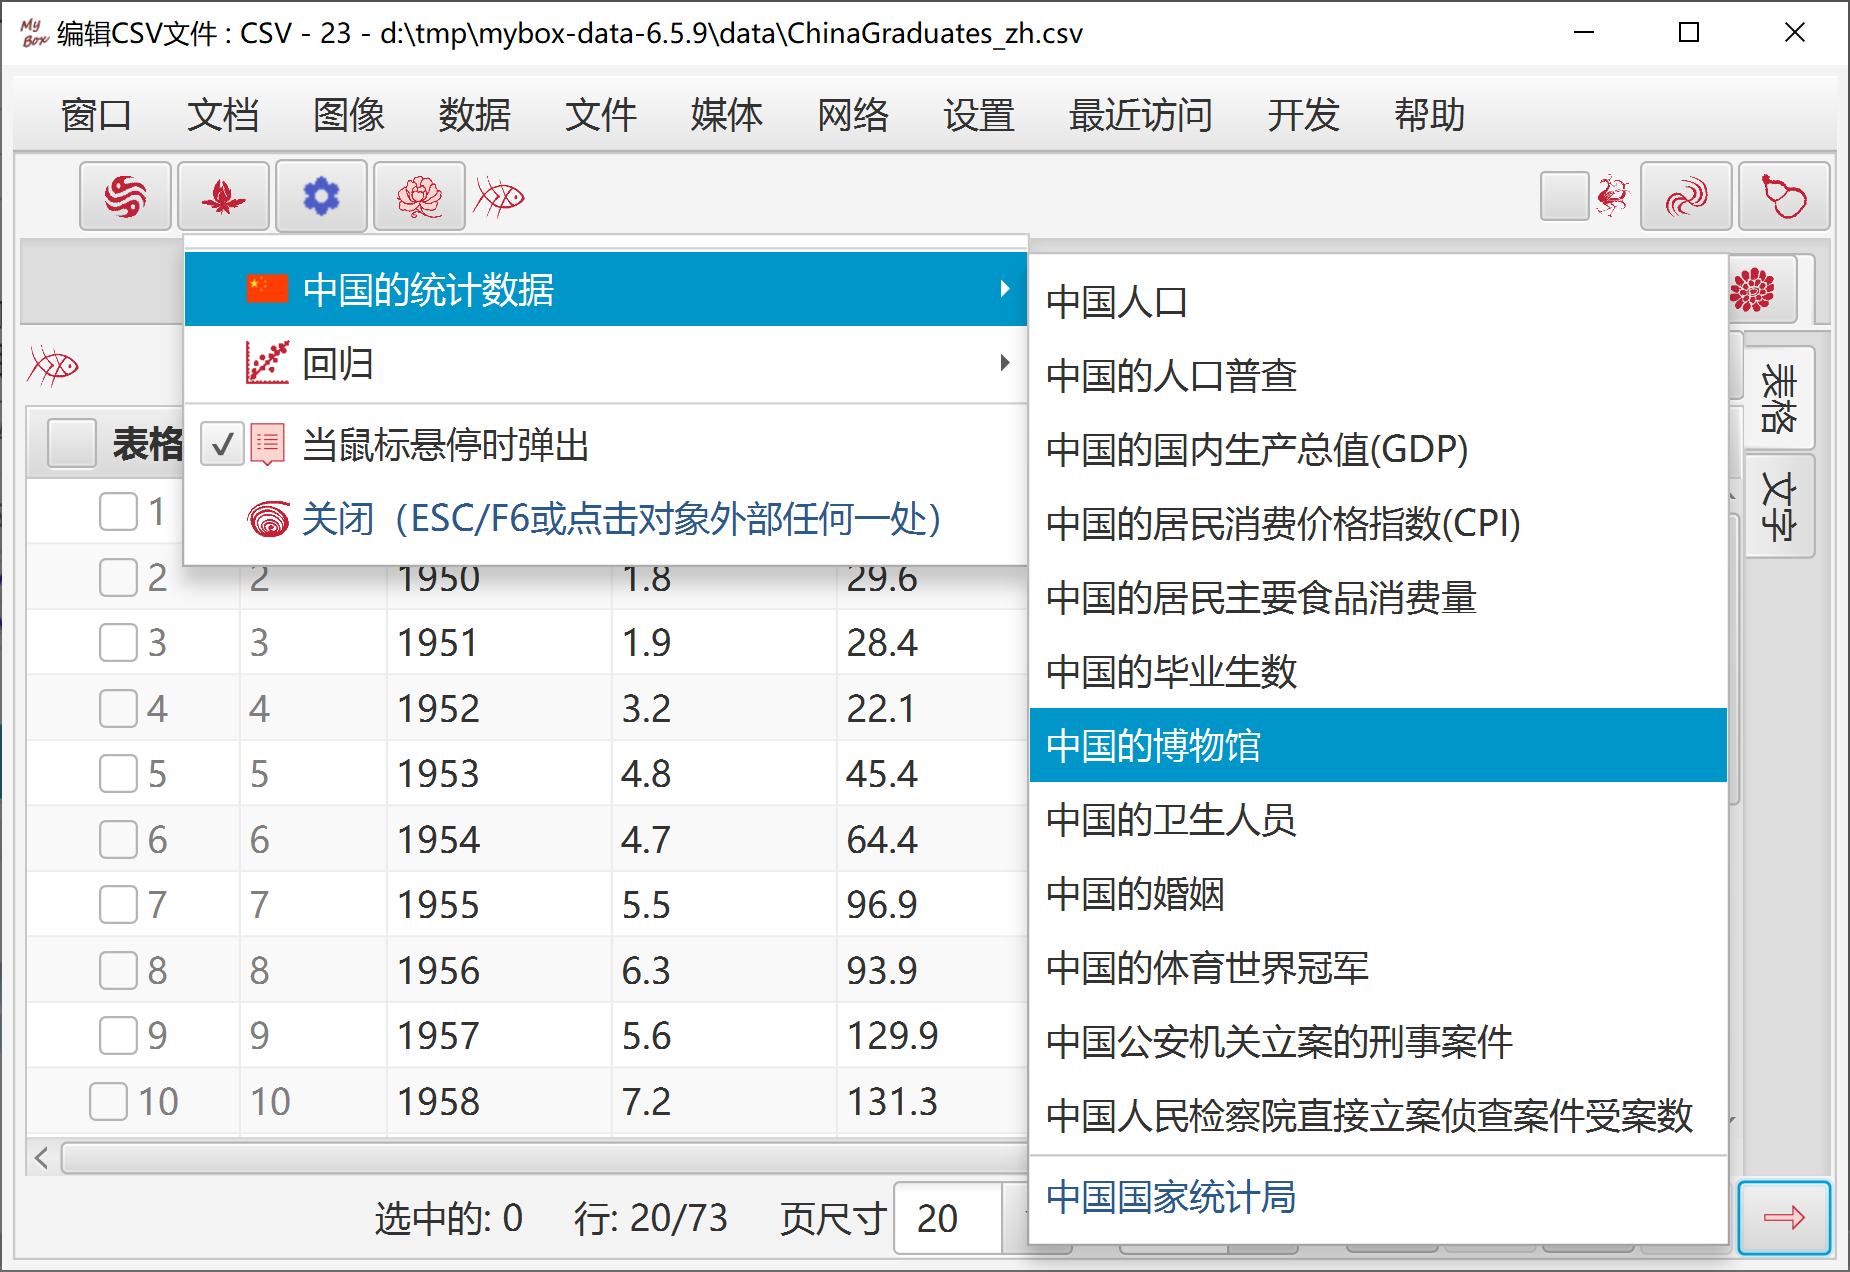 My Box 编辑CSV文件 : CSV - 23 - d:\tmp\mybox-data-6.5.9\data\ChinaGraduates_zh.csv
窗口 文档 图像 数据 文件 媒体 网络 设置 最近访问 开发 帮助
中国的统计数据
回归
当鼠标悬停时弹出
关闭（ESC/F6或点击对象外部任何一处）
中国人口
中国的人口普查
中国的国内生产总值(GDP)
中国的居民消费价格指数(CPI)
中国的居民主要食品消费量
中国的毕业生数
中国的博物馆
中国的卫生人员
中国的婚姻
中国的体育世界冠军
中国公安机关立案的刑事案件
中国人民检察院直接立案侦查案件受案数
中国国家统计局
表格
文字
表格
1
2 2 1950 1.8 29.6
3 3 1951 1.9 28.4
4 4 1952 3.2 22.1
5 5 1953 4.8 45.4
6 6 1954 4.7 64.4
7 7 1955 5.5 96.9
8 8 1956 6.3 93.9
9 9 1957 5.6 129.9
10 10 1958 7.2 131.3
选中的: 0 行: 20/73 页尺寸 20